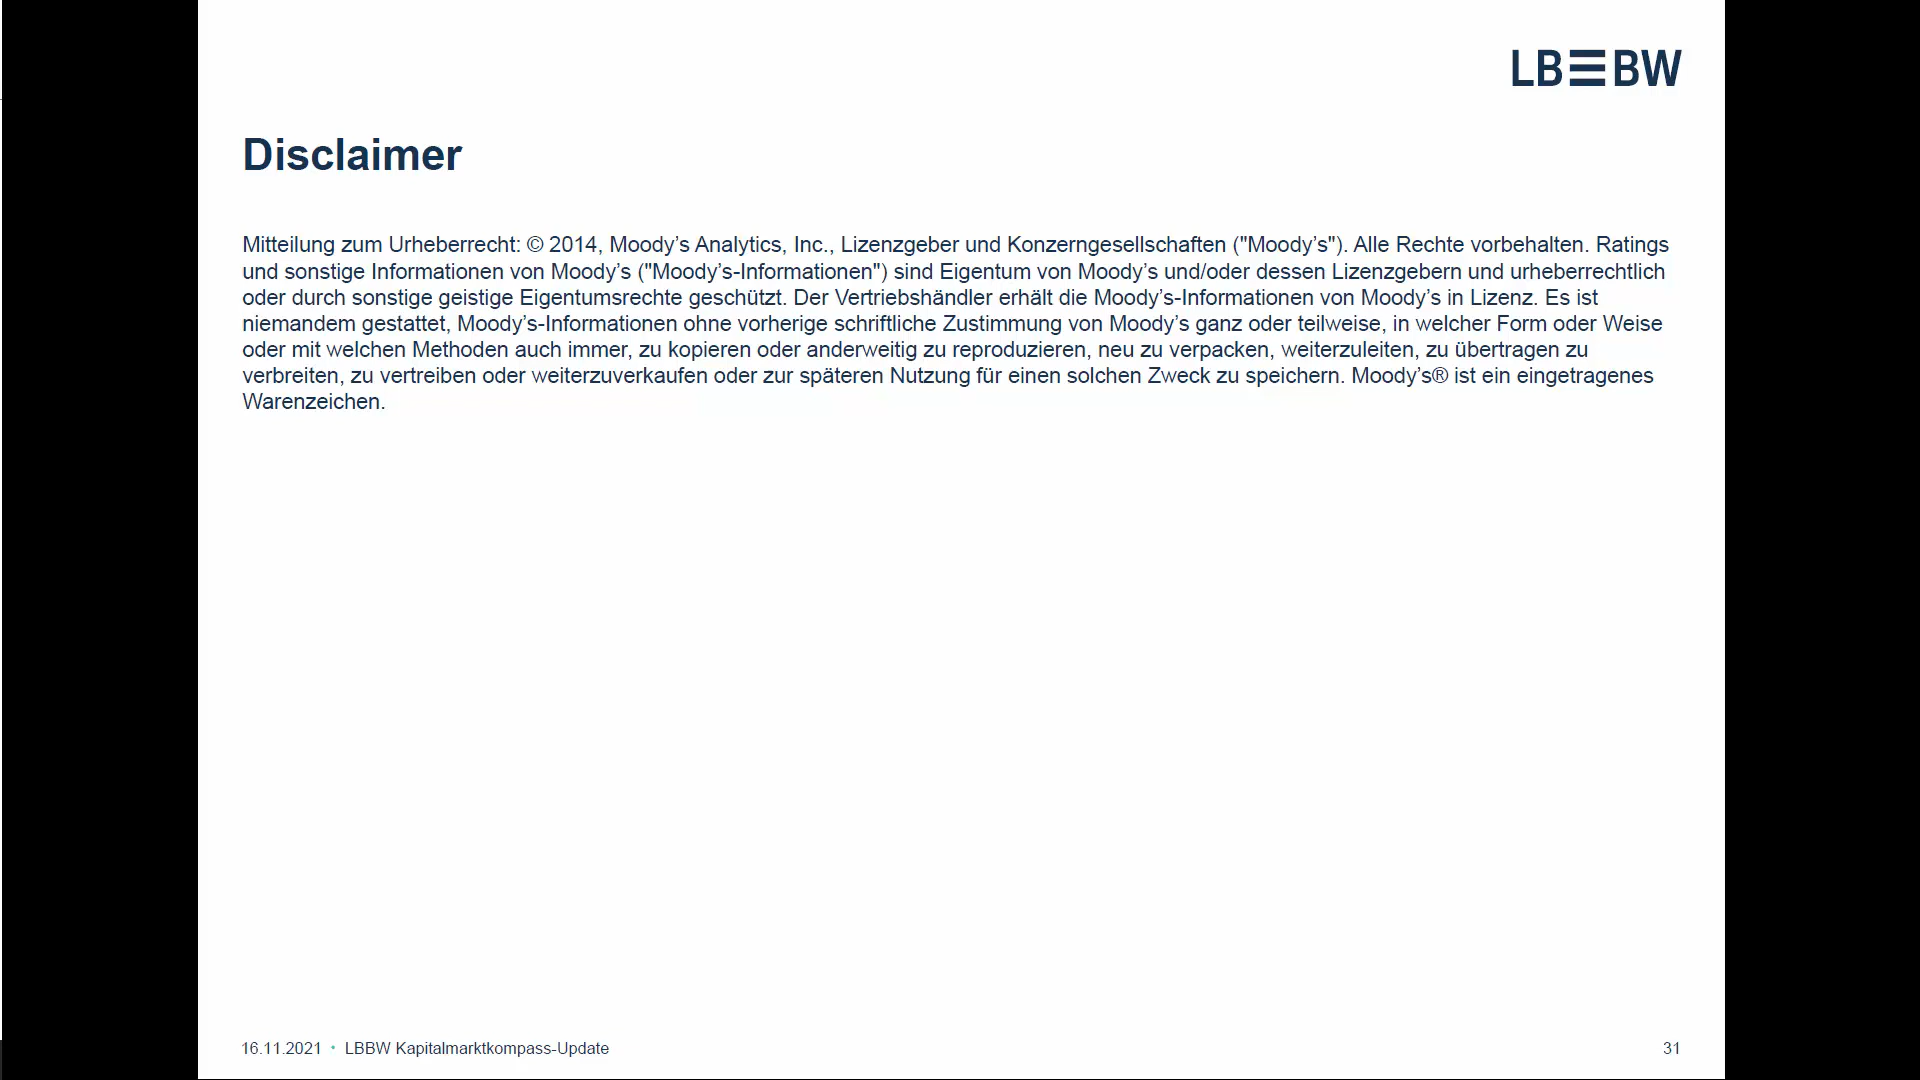 LBBW
Disclaimer
Mitteilung zum Urheberrecht: © 2014, Moody’s Analytics, Inc., Lizenzgeber und Konzerngesellschaften ("Moody’s"). Alle Rechte vorbehalten. Ratings
und sonstige Informationen von Moody’s ("Moody’s-Informationen") sind Eigentum von Moody’s und/oder dessen Lizenzgebern und urheberrechtlich
oder durch sonstige geistige Eigentumsrechte geschützt. Der Vertriebshändler erhält die Moody’s-Informationen von Moody’s in Lizenz. Es ist
niemandem gestattet, Moody’s-Informationen ohne vorherige schriftliche Zustimmung von Moody’s ganz oder teilweise, in welcher Form oder Weise
oder mit welchen Methoden auch immer, zu kopieren oder anderweitig zu reproduzieren, neu zu verpacken, weiterzuleiten, zu übertragen zu
verbreiten, zu vertreiben oder weiterzuverkaufen oder zur späteren Nutzung für einen solchen Zweck zu speichern. Moody’s® ist ein eingetragenes
Warenzeichen.
16.11.2021 • LBBW Kapitalmarktkompass-Update
31